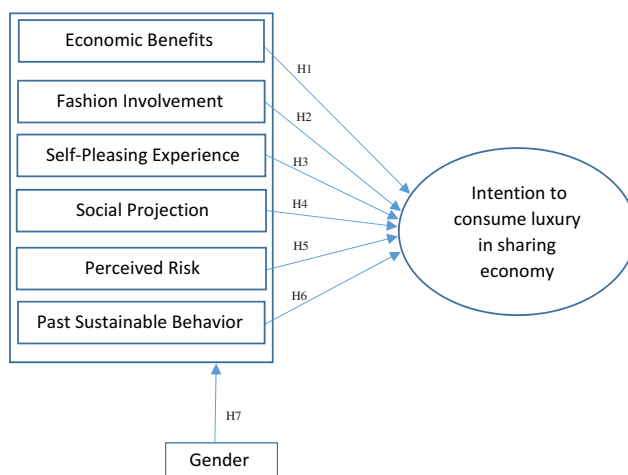 Economic Benefits
H1
Fashion Involvement
H2
Self-Pleasing Experience
H3
Social Projection
H4
Perceived Risk
H5
Past Sustainable Behavior
H6
Intention to
consume luxury
in sharing
economy
H7
Gender